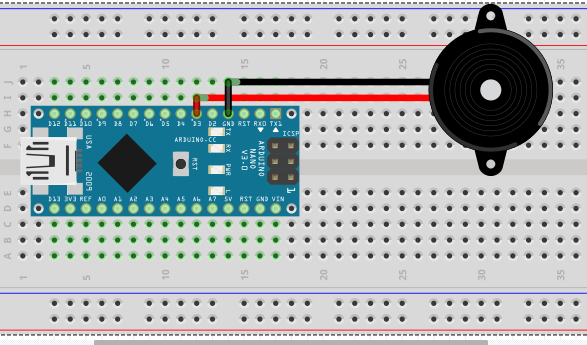 1 5 10 15 20 25 30 35
J
I
H
G
F
D12 D11 D10 D9 D8 D7 D6 D5 D4 D3 D2 GND RST RX0 TX1
TX
RX
PWR
L
USA
2009
ARDUINO.CC
RST
ARDUINO
NANO
V3.0
ICSP
1
D13 3V3 REF A0 A1 A2 A3 A4 A5 A6 A7 5V RST GND VIN
E
D
C
B
A
1 5 10 15 20 25 30 35